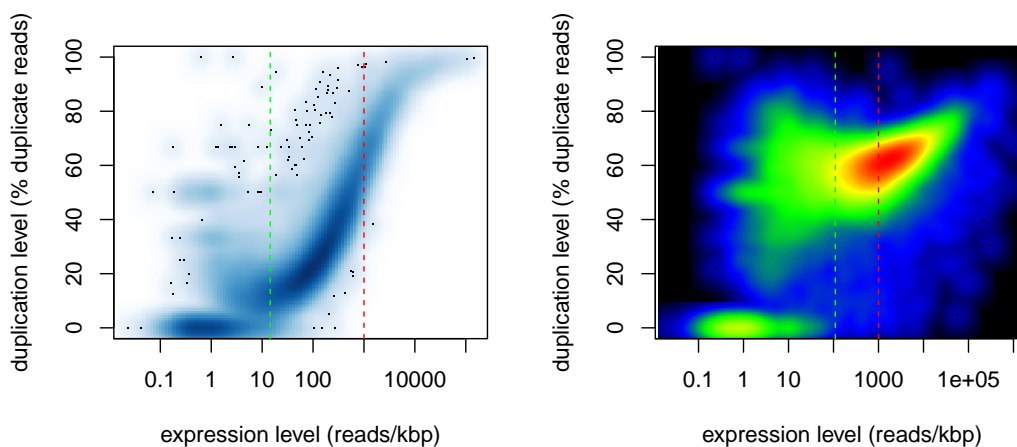 duplication level (% duplicate reads)
100
80
60
40
20
0
0.1 1 10 100 10000
expression level (reads/kbp)
duplication level (% duplicate reads)
100
80
60
40
20
0
0.1 1 10 1000 1e+05
expression level (reads/kbp)